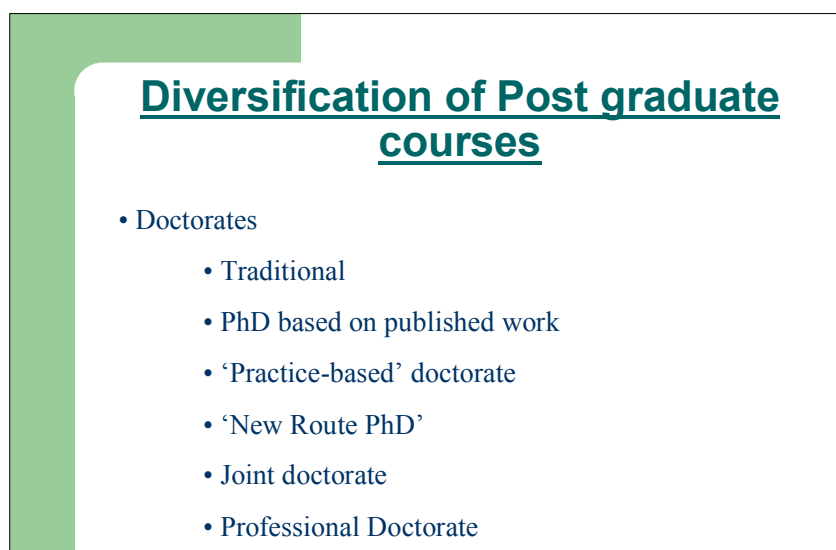 Diversification of Post graduate
courses
• Doctorates
• Traditional
• PhD based on published work
• ‘Practice-based’ doctorate
• ‘New Route PhD’
• Joint doctorate
• Professional Doctorate